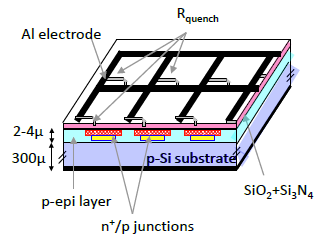 R_quench
Al electrode
2-4μ
300μ
p-Si substrate
SiO₂+Si₃N₄
p-epi layer
n⁺/p junctions